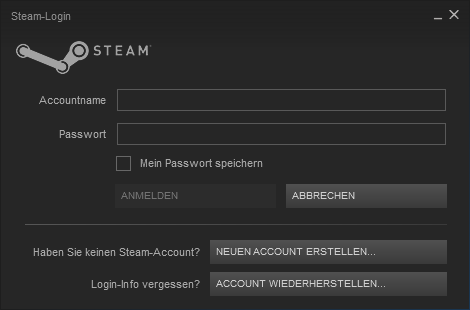 Steam-Login
STEAM
Accountname
Passwort
Mein Passwort speichern
ANMELDEN ABBRECHEN
Haben Sie keinen Steam-Account? NEUEN ACCOUNT ERSTELLEN...
Login-Info vergessen? ACCOUNT WIEDERHERSTELLEN...